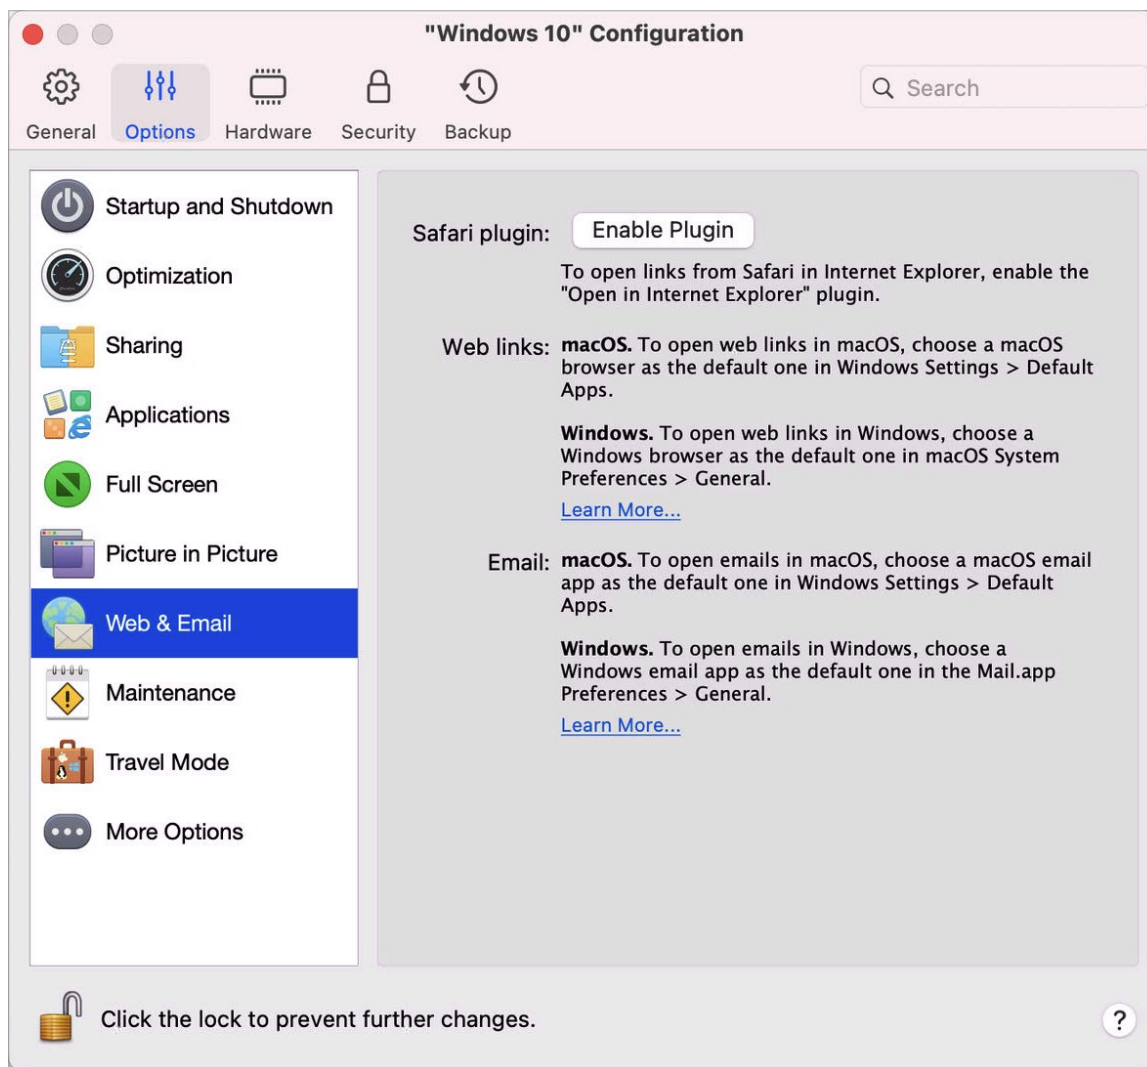 "Windows 10" Configuration
General
Options
Hardware
Security
Backup
Search
Startup and Shutdown
Optimization
Sharing
Applications
Full Screen
Picture in Picture
Web & Email
Maintenance
Travel Mode
More Options
Safari plugin:
Enable Plugin
To open links from Safari in Internet Explorer, enable the
"Open in Internet Explorer" plugin.
Web links:
macOS. To open web links in macOS, choose a macOS
browser as the default one in Windows Settings > Default
Apps.
Windows. To open web links in Windows, choose a
Windows browser as the default one in macOS System
Preferences > General.
Learn More...
Email:
macOS. To open emails in macOS, choose a macOS email
app as the default one in Windows Settings > Default
Apps.
Windows. To open emails in Windows, choose a
Windows email app as the default one in the Mail.app
Preferences > General.
Learn More...
Click the lock to prevent further changes.
?